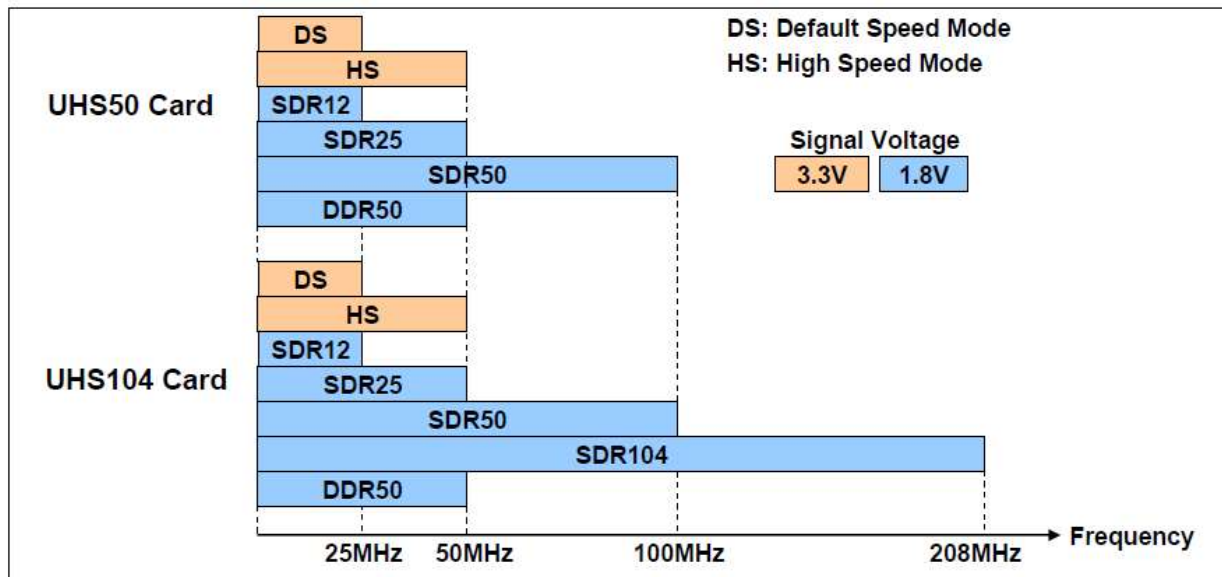 DS
HS
UHS50 Card
SDR12
SDR25
SDR50
DDR50
DS: Default Speed Mode
HS: High Speed Mode
Signal Voltage
3.3V 1.8V
DS
HS
SDR12
UHS104 Card
SDR25
SDR50
SDR104
DDR50
25MHz 50MHz 100MHz 208MHz
Frequency